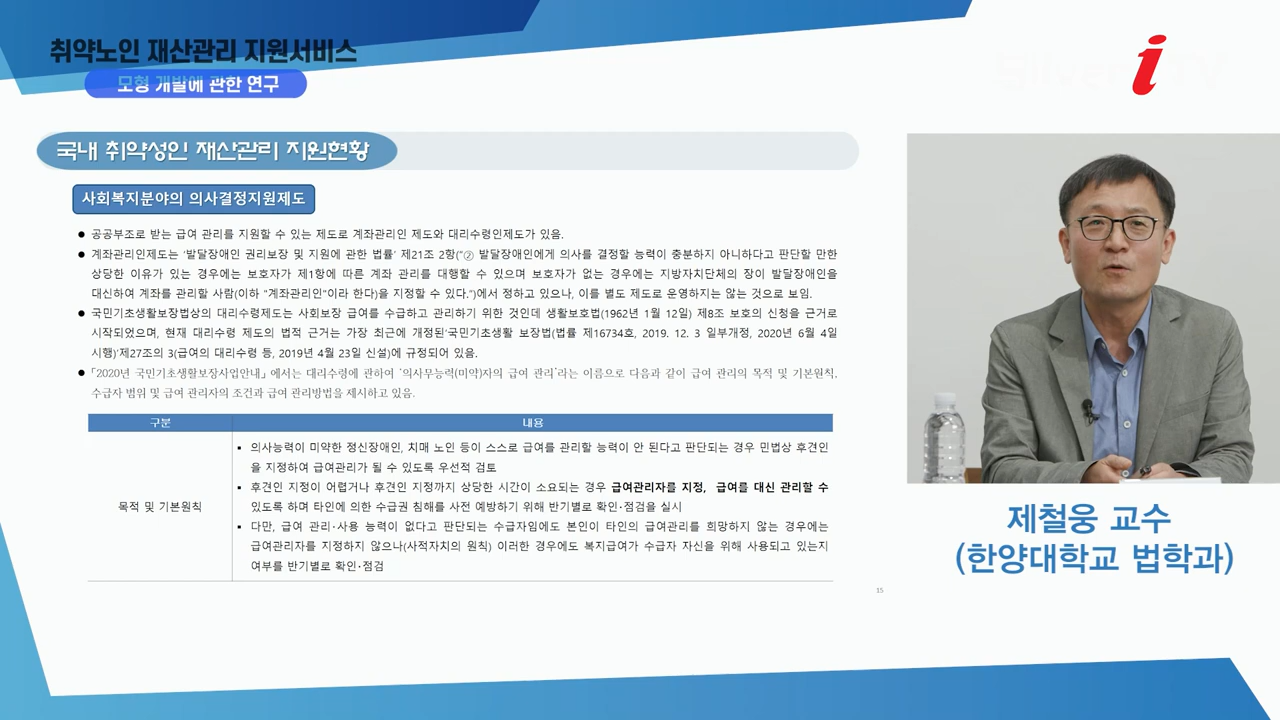 취약노인 재산관리 지원서비스
모형 개발에 관한 연구
i
국내 취약성인 재산관리 지원현황
사회복지분야의 의사결정지원제도
● 공공부조로 받는 급여 관리를 지원할 수 있는 제도로 계좌관리인 제도와 대리수령인제도가 있음.
● 계좌관리인제도는 '발달장애인 권리보장 및 지원에 관한 법률' 제21조 2항("② 발달장애인에게 의사를 결정할 능력이 충분하지 아니하다고 판단할 만한
상당한 이유가 있는 경우에는 보호자가 제1항에 따른 계좌 관리를 대행할 수 있으며 보호자가 없는 경우에는 지방자치단체의 장이 발달장애인을
대신하여 계좌를 관리할 사람(이하 "계좌관리인"이라 한다)을 지정할 수 있다.")에서 정하고 있으나, 이를 별도 제도로 운영하지는 않는 것으로 보임.
● 국민기초생활보장법상의 대리수령제도는 사회보장 급여를 수급하고 관리하기 위한 것인데 생활보호법(1962년 1월 12일) 제8조 보호의 신청을 근거로
시작되었으며, 현재 대리수령 제도의 법적 근거는 가장 최근에 개정된'국민기초생활 보장법(법률 제16734호, 2019. 12. 3 일부개정, 2020년 6월 4일
시행)'제27조의 3(급여의 대리수령 등, 2019년 4월 23일 신설)에 규정되어 있음.
● 「2020년 국민기초생활보장사업안내」 에서는 대리수령에 관하여 '의사무능력(미약)자의 급여 관리'라는 이름으로 다음과 같이 급여 관리의 목적 및 기본원칙,
수급자 범위 및 급여 관리자의 조건과 급여 관리방법을 제시하고 있음.
구분 내용
목적 및 기본원칙
▪ 의사능력이 미약한 정신장애인, 치매 노인 등이 스스로 급여를 관리할 능력이 안 된다고 판단되는 경우 민법상 후견인
을 지정하여 급여관리가 될 수 있도록 우선적 검토
▪ 후견인 지정이 어렵거나 후견인 지정까지 상당한 시간이 소요되는 경우 급여관리자를 지정, 급여를 대신 관리할 수
있도록 하며 타인에 의한 수급권 침해를 사전 예방하기 위해 반기별로 확인·점검을 실시
▪ 다만, 급여 관리·사용 능력이 없다고 판단되는 수급자임에도 본인이 타인의 급여관리를 희망하지 않는 경우에는
급여관리자를 지정하지 않으나(사적자치의 원칙) 이러한 경우에도 복지급여가 수급자 자신을 위해 사용되고 있는지
여부를 반기별로 확인·점검
15
제철웅 교수
(한양대학교 법학과)